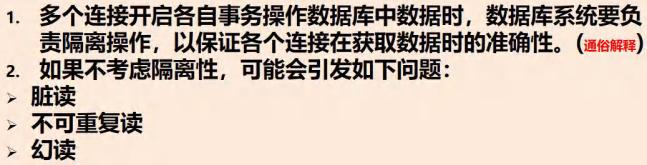 1. 多个连接开启各自事务操作数据库中数据时，数据库系统要负
责隔离操作，以保证各个连接在获取数据时的准确性。(通俗解释)
2. 如果不考虑隔离性，可能会引发如下问题：
➢ 脏读
➢ 不可重复读
➢ 幻读